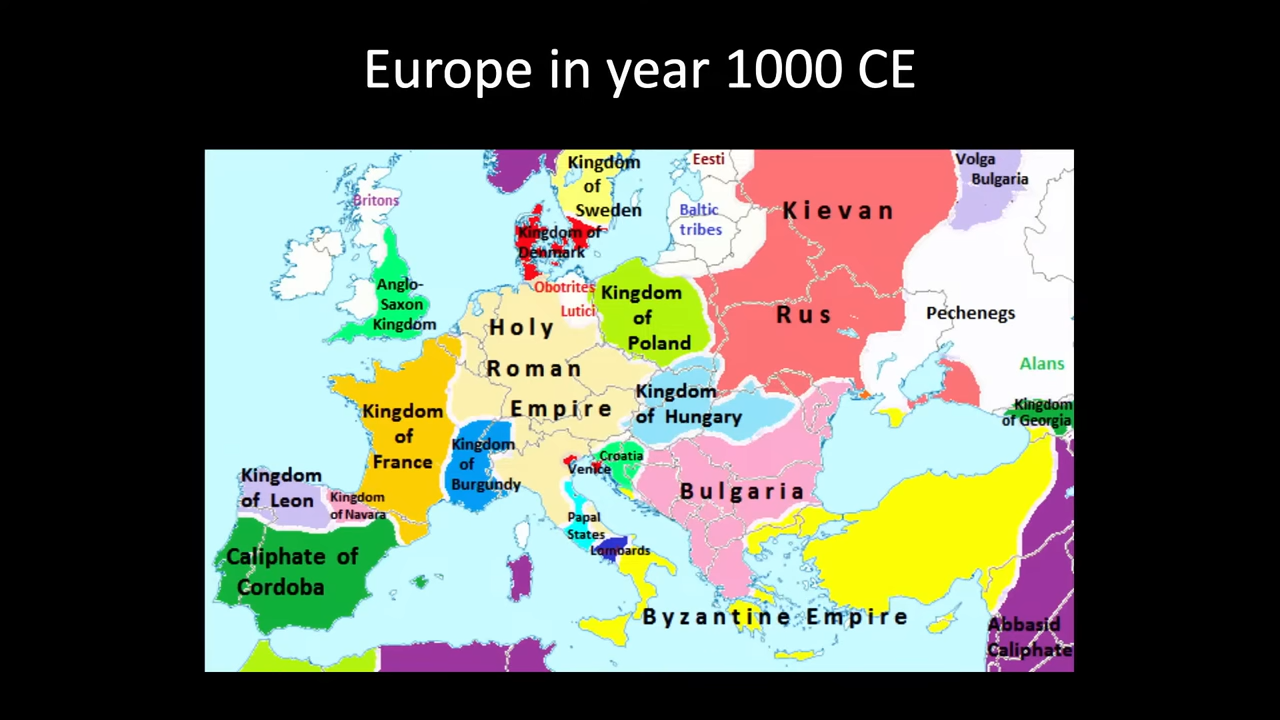 Europe in year 1000 CE
Kingdom
of
Sweden
Eesti
Volga
Bulgaria
Britons
Baltic
tribes
Kievan
Kingdom of
Denmark
Anglo-
Saxon
Kingdom
Obotrites
Lutici
Kingdom
of
Poland
Holy
Roman
Empire
Rus
Pechenegs
Alans
Kingdom
of
France
Kingdom
of Hungary
Kingdom
of Georgia
Kingdom
of
Burgundy
Croatia
Venice
Kingdom
of Leon
Kingdom
of Navara
Bulgaria
Papal
States
Lombards
Caliphate of
Cordoba
Byzantine Empire
Abbasid
Caliphate